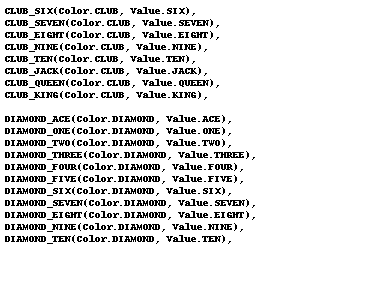 CLUB_SIX(Color.CLUB, Value.SIX),
CLUB_SEVEN(Color.CLUB, Value.SEVEN),
CLUB_EIGHT(Color.CLUB, Value.EIGHT),
CLUB_NINE(Color.CLUB, Value.NINE),
CLUB_TEN(Color.CLUB, Value.TEN),
CLUB_JACK(Color.CLUB, Value.JACK),
CLUB_QUEEN(Color.CLUB, Value.QUEEN),
CLUB_KING(Color.CLUB, Value.KING),

DIAMOND_ACE(Color.DIAMOND, Value.ACE),
DIAMOND_ONE(Color.DIAMOND, Value.ONE),
DIAMOND_TWO(Color.DIAMOND, Value.TWO),
DIAMOND_THREE(Color.DIAMOND, Value.THREE),
DIAMOND_FOUR(Color.DIAMOND, Value.FOUR),
DIAMOND_FIVE(Color.DIAMOND, Value.FIVE),
DIAMOND_SIX(Color.DIAMOND, Value.SIX),
DIAMOND_SEVEN(Color.DIAMOND, Value.SEVEN),
DIAMOND_EIGHT(Color.DIAMOND, Value.EIGHT),
DIAMOND_NINE(Color.DIAMOND, Value.NINE),
DIAMOND_TEN(Color.DIAMOND, Value.TEN),